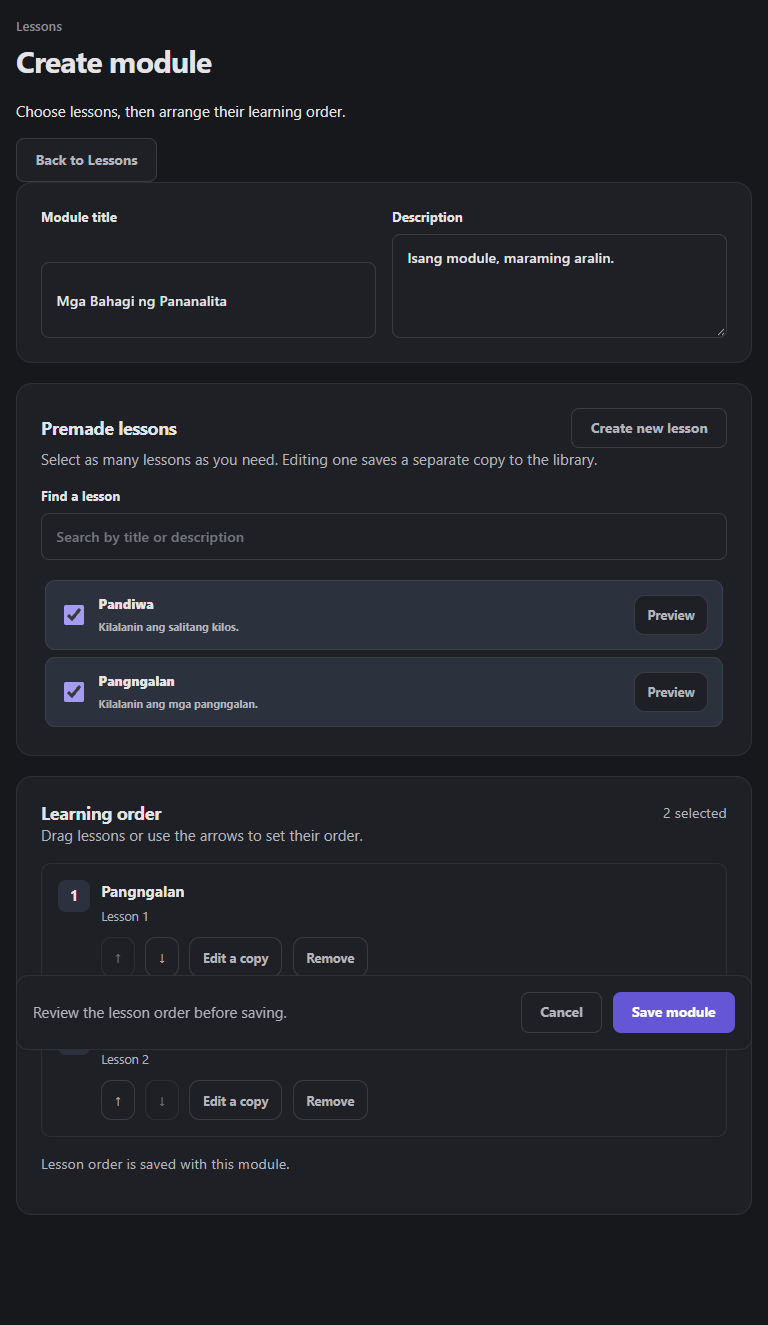 Lessons
Create module
Choose lessons, then arrange their learning order.
Back to Lessons
Module title
Description
Isang module, maraming aralin.
Mga Bahagi ng Pananalita
Premade lessons
Create new lesson
Select as many lessons as you need. Editing one saves a separate copy to the library.
Find a lesson
Search by title or description
Pandiwa
Kilalanin ang salitang kilos.
Preview
Pangngalan
Kilalanin ang mga pangngalan.
Preview
Learning order
2 selected
Drag lessons or use the arrows to set their order.
1
Pangngalan
Lesson 1
↑ ↓ Edit a copy Remove
Review the lesson order before saving.
Cancel
Save module
Lesson 2
↑ ↓ Edit a copy Remove
Lesson order is saved with this module.